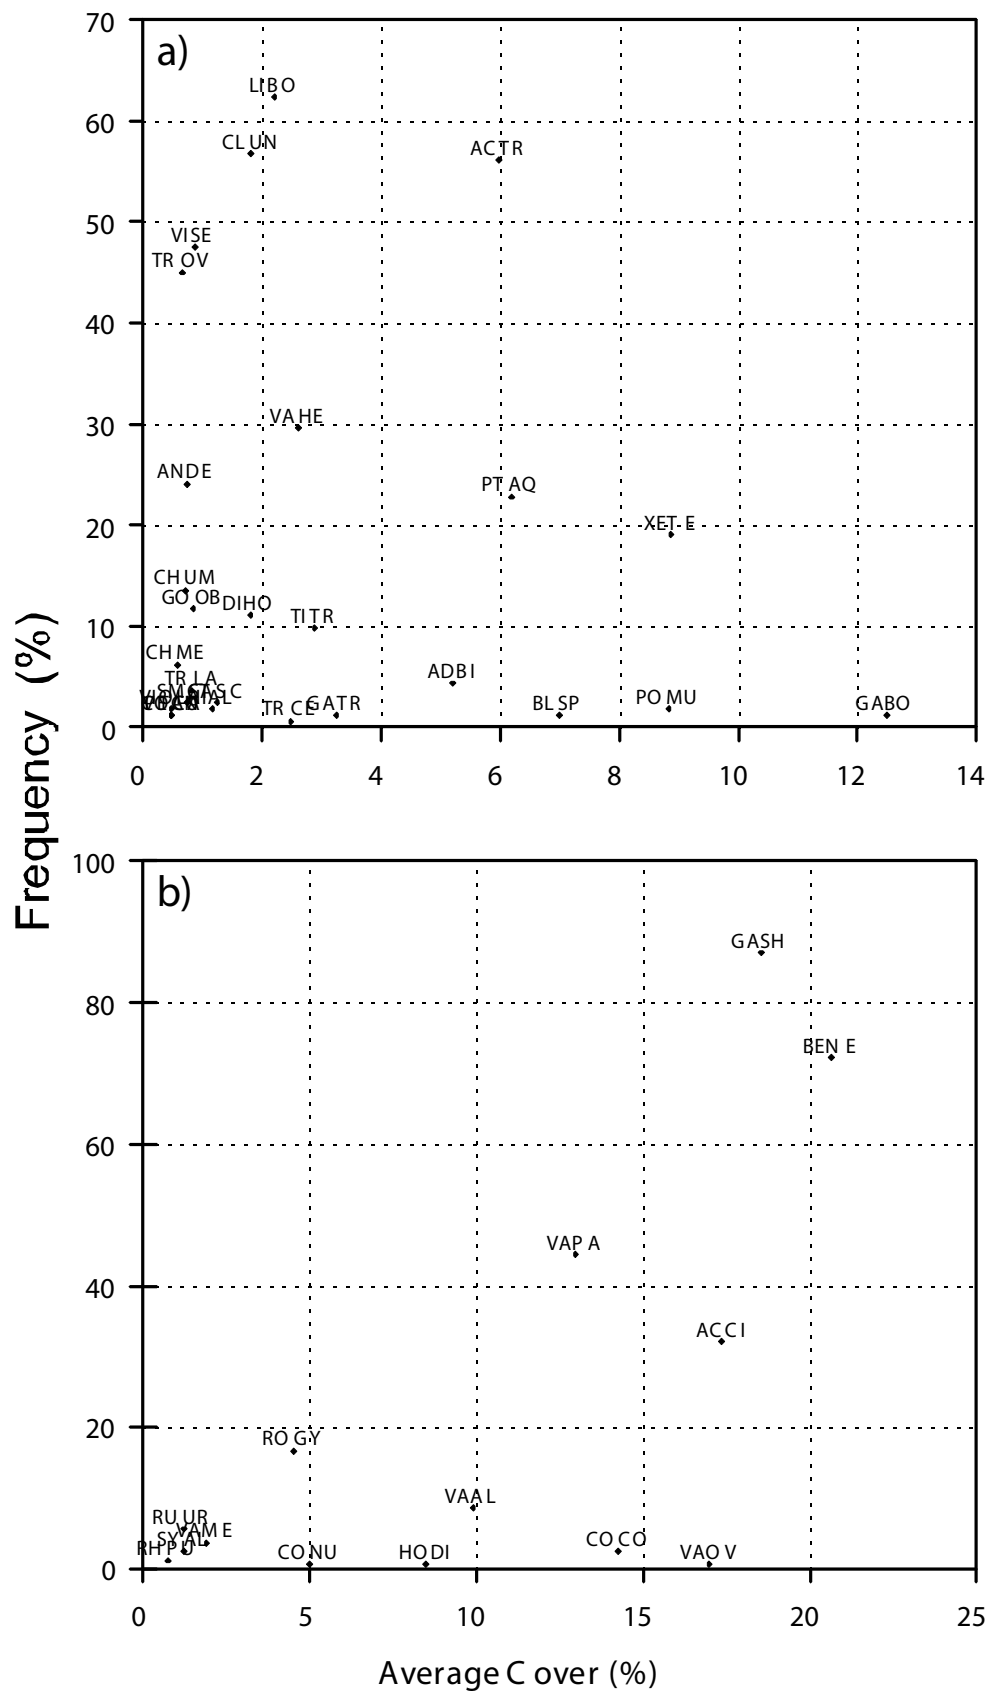 70
a)
LIBO
60
CLUN
ACTR
50
VISE
TROV
40
VAHE
30
ANDE
PTAQ
20
XETE
CHUM
GOOB
DIHO
TITR
10
CHME
ADBI
TRLA
TRCE
GATR
BLSP
POMU
GABO
0
0 2 4 6 8 10 12 14
Frequency (%)
100
b)
GASH
80
BENE
60
VAPA
40
ACCI
20
ROGY
VAAL
RUUR
VAME
SYAL
RHPU
CONU
HODI
COCO
VAOV
0
0 5 10 15 20 25
Average Cover (%)